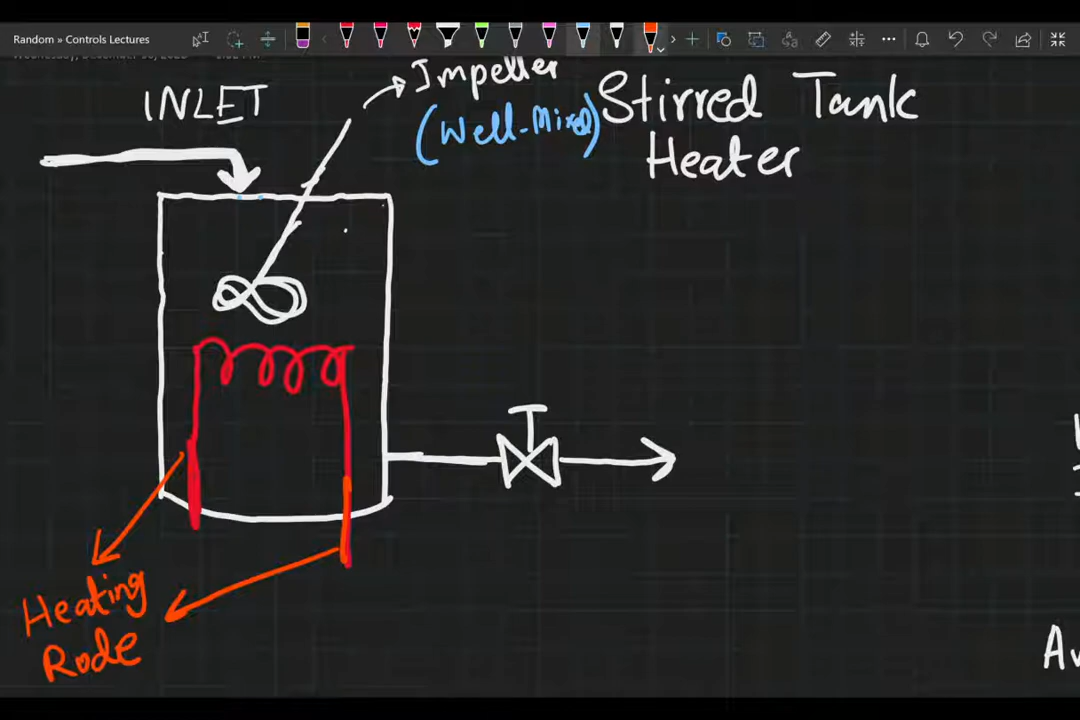 Random » Controls Lectures
INLET
Impeller
(Well-Mixed)
Stirred Tank
Heater
Heating
Rode